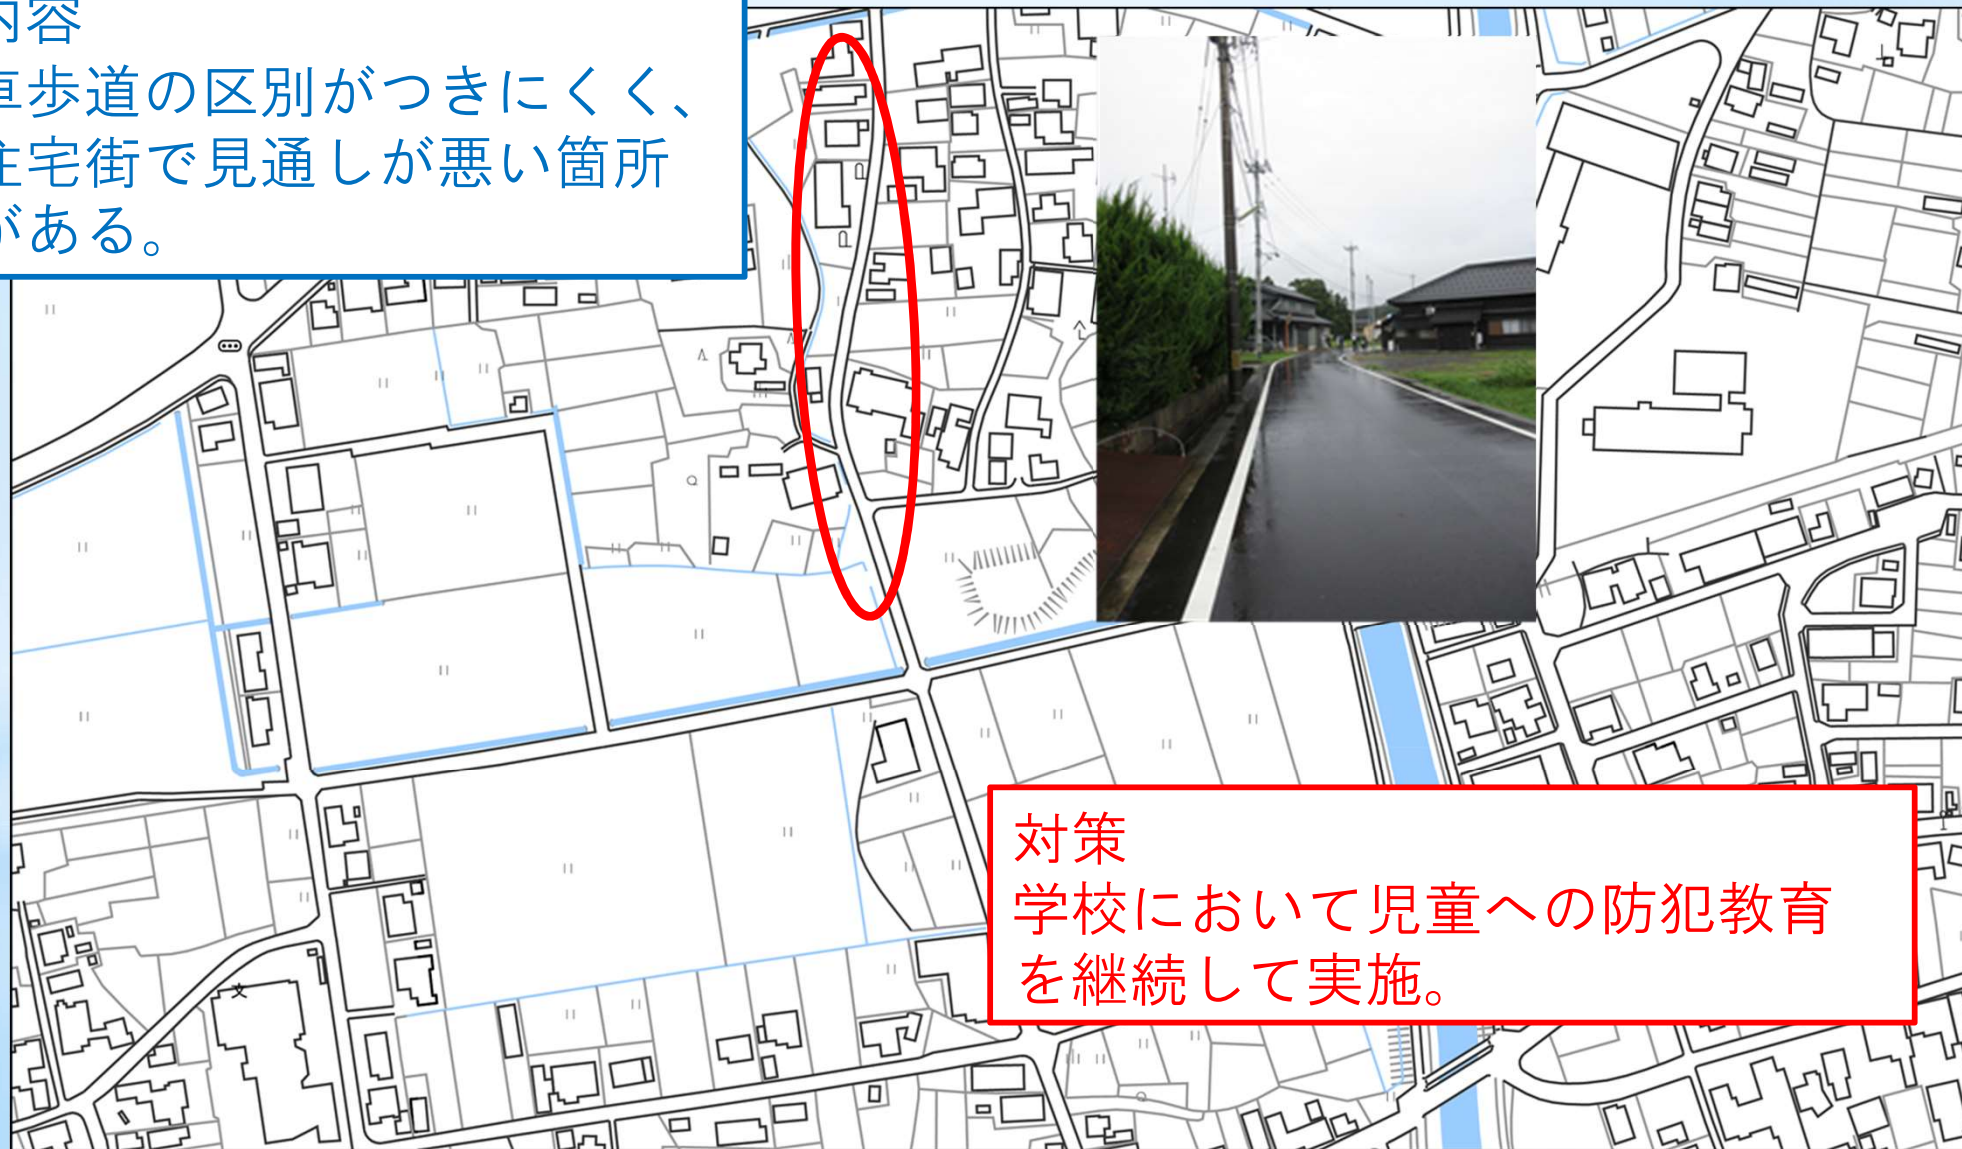 内容
車歩道の区別がつきにくく、
住宅街で見通しが悪い箇所
がある。
対策
学校において児童への防犯教育
を継続して実施。